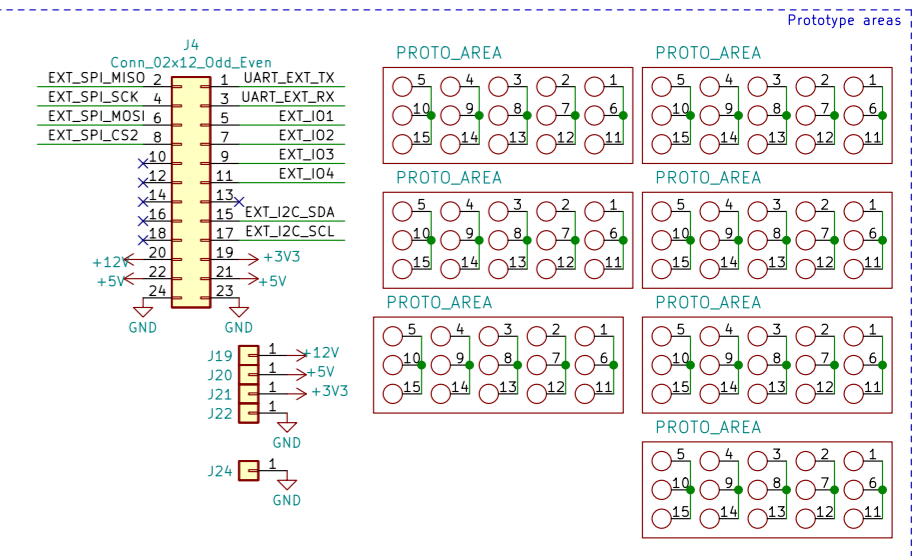 Prototype areas
J4
Conn_02x12_Odd_Even
EXT_SPI_MISO 2 1 UART_EXT_TX
EXT_SPI_SCK 4 3 UART_EXT_RX
EXT_SPI_MOSI 6 5 EXT_IO1
EXT_SPI_CS2 8 7 EXT_IO2
10 9 EXT_IO3
12 11 EXT_IO4
14 13
16 15 EXT_I2C_SDA
18 17 EXT_I2C_SCL
+12V 20 19 +3V3
+5V 22 21 +5V
24 23
GND GND
J19 1 +12V
J20 1 +5V
J21 1 +3V3
J22 1
GND
J24 1
GND
PROTO_AREA
5 4 3 2 1
10 9 8 7 6
15 14 13 12 11
PROTO_AREA
5 4 3 2 1
10 9 8 7 6
15 14 13 12 11
PROTO_AREA
5 4 3 2 1
10 9 8 7 6
15 14 13 12 11
PROTO_AREA
5 4 3 2 1
10 9 8 7 6
15 14 13 12 11
PROTO_AREA
5 4 3 2 1
10 9 8 7 6
15 14 13 12 11
PROTO_AREA
5 4 3 2 1
10 9 8 7 6
15 14 13 12 11
PROTO_AREA
5 4 3 2 1
10 9 8 7 6
15 14 13 12 11